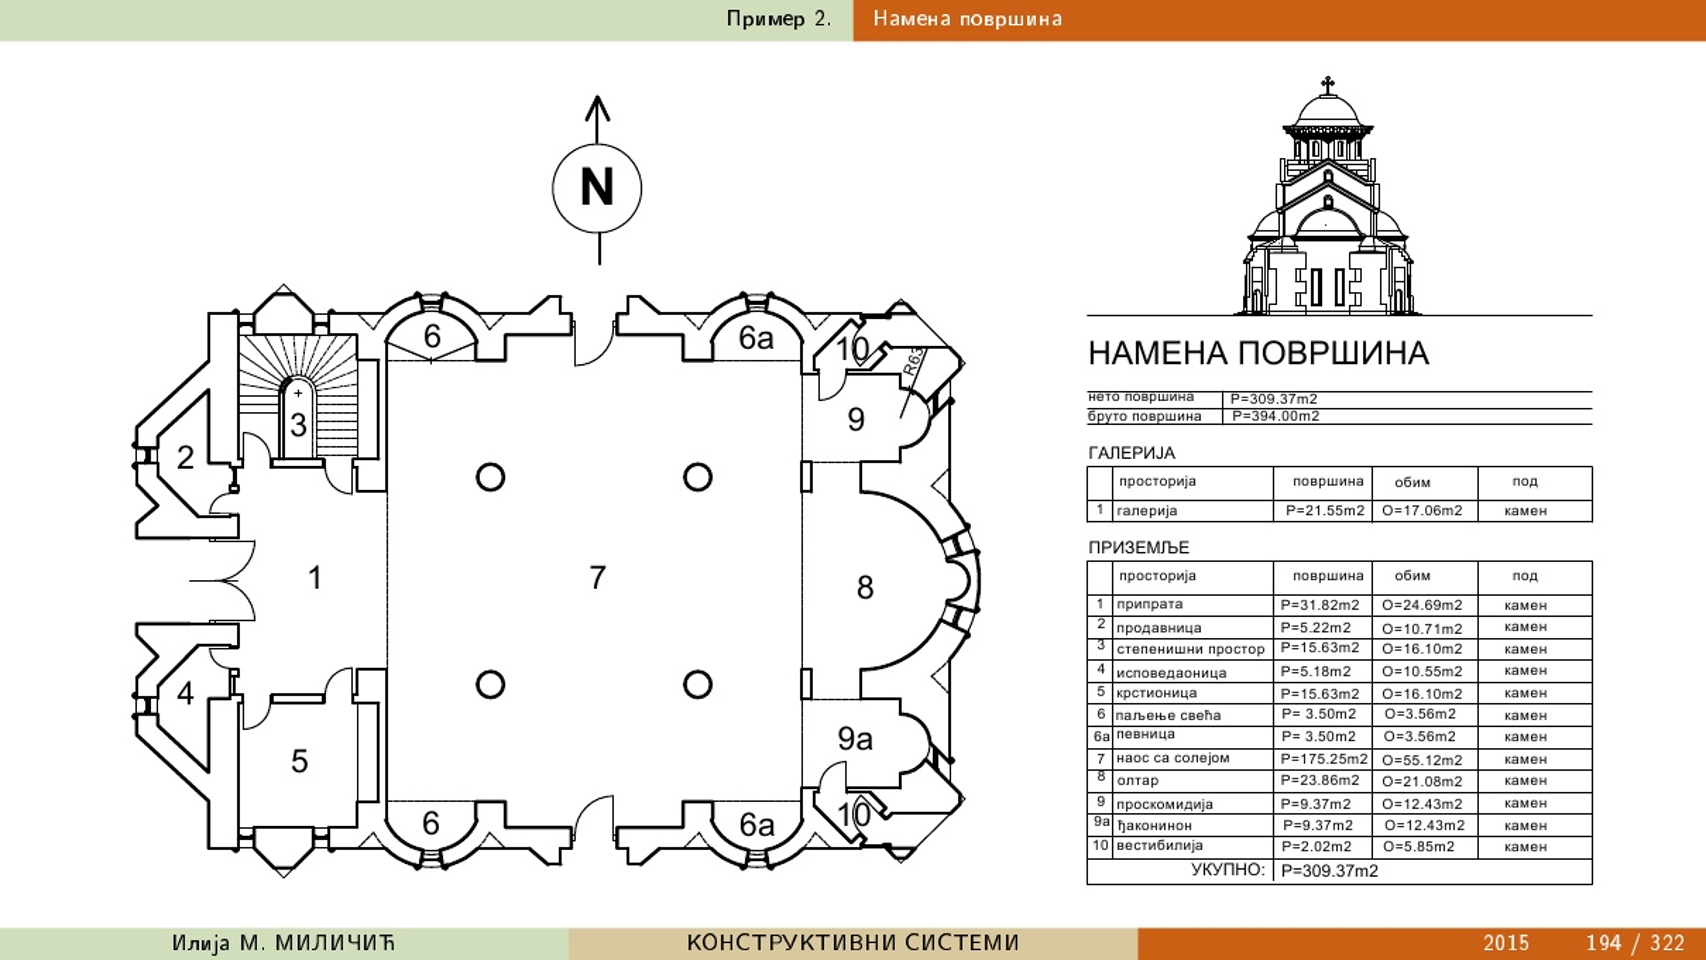 Пример 2. Намена површина
N
6
6a
10
R63
3
9
2
1
7
8
4
9a
5
6
6a
10
НАМЕНА ПОВРШИНА
нето површина P=309.37m2
бруто површина P=394.00m2
ГАЛЕРИЈА
просторија површина обим под
1 галерија P=21.55m2 O=17.06m2 камен
ПРИЗЕМЉЕ
просторија површина обим под
1 припрата P=31.82m2 O=24.69m2 камен
2 продавница P=5.22m2 O=10.71m2 камен
3 степенишни простор P=15.63m2 O=16.10m2 камен
4 исповедаоница P=5.18m2 O=10.55m2 камен
5 крстионица P=15.63m2 O=16.10m2 камен
6 паљење свећа P= 3.50m2 O=3.56m2 камен
6a певница P= 3.50m2 O=3.56m2 камен
7 наос са солејом P=175.25m2 O=55.12m2 камен
8 олтар P=23.86m2 O=21.08m2 камен
9 проскомидија P=9.37m2 O=12.43m2 камен
9a ђаконинон P=9.37m2 O=12.43m2 камен
10 вестибилија P=2.02m2 O=5.85m2 камен
УКУПНО: P=309.37m2
Илија М. МИЛИЧИЋ КОНСТРУКТИВНИ СИСТЕМИ 2015 194 / 322